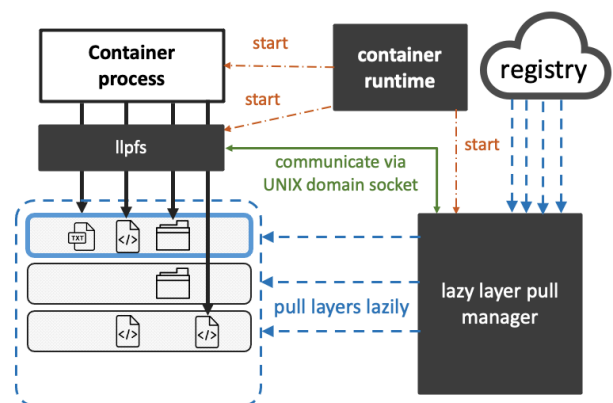 Container
process
start
container
runtime
registry
start
llpfs
start
communicate via
UNIX domain socket
TXT
</>
pull layers lazily
lazy layer pull
manager
</>
</>